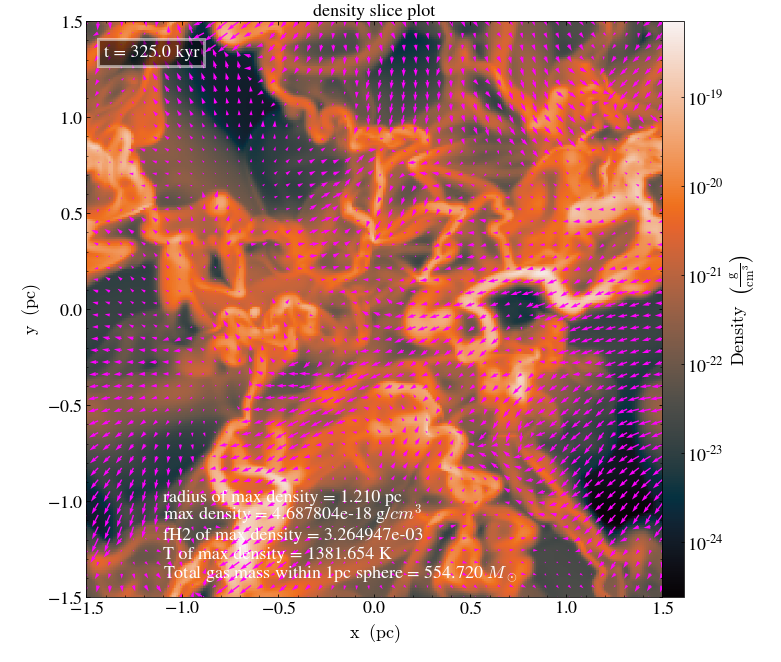 density slice plot
t = 325.0 kyr
1.5
1.0
0.5
0.0
−0.5
−1.0
−1.5
y (pc)
radius of max density = 1.210 pc
max density = 4.687804e-18 g/cm³
fH2 of max density = 3.264947e-03
T of max density = 1381.654 K
Total gas mass within 1pc sphere = 554.720 M☉
−1.5 −1.0 −0.5 0.0 0.5 1.0 1.5
x (pc)
10⁻¹⁹
10⁻²⁰
10⁻²¹
10⁻²²
10⁻²³
10⁻²⁴
Density (g/cm³)